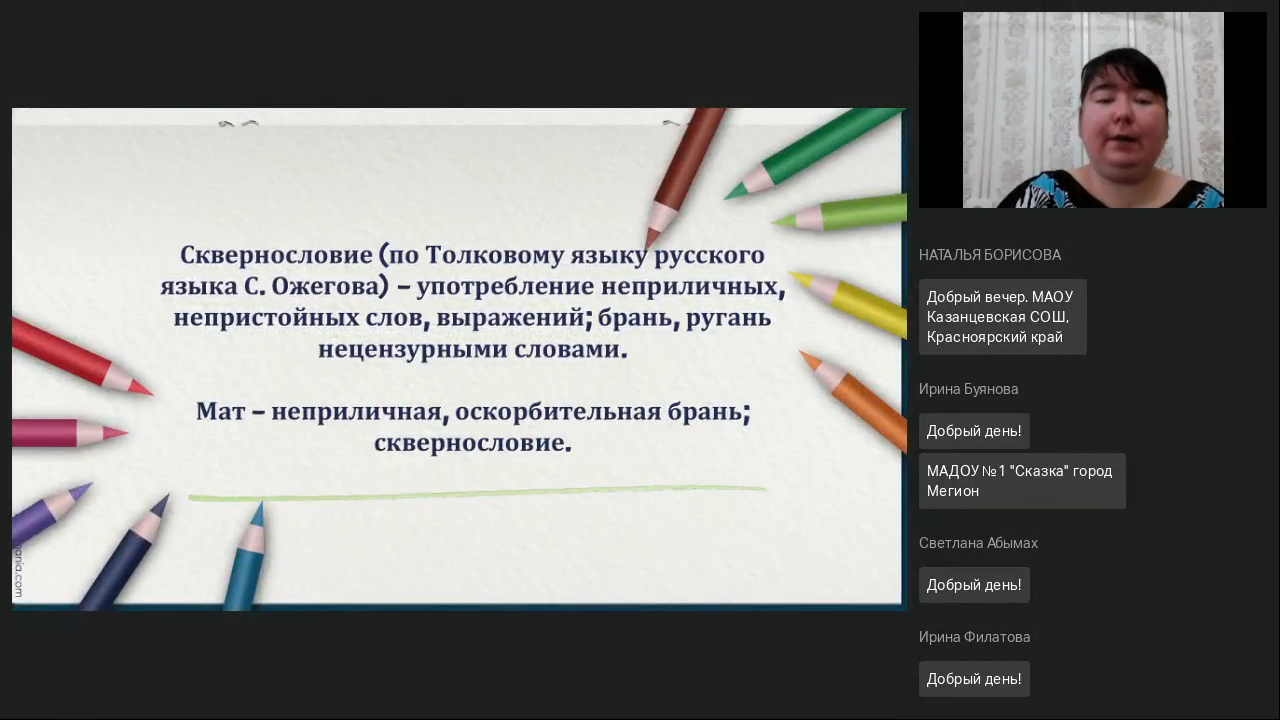 Сквернословие (по Толковому языку русского
языка С. Ожегова) – употребление неприличных,
непристойных слов, выражений; брань, ругань
нецензурными словами.
Мат – неприличная, оскорбительная брань;
сквернословие.
ania.com
НАТАЛЬЯ БОРИСОВА
Добрый вечер. МАОУ
Казанцевская СОШ,
Красноярский край
Ирина Буянова
Добрый день!
МАДОУ №1 "Сказка" город
Мегион
Светлана Абымах
Добрый день!
Ирина Филатова
Добрый день!